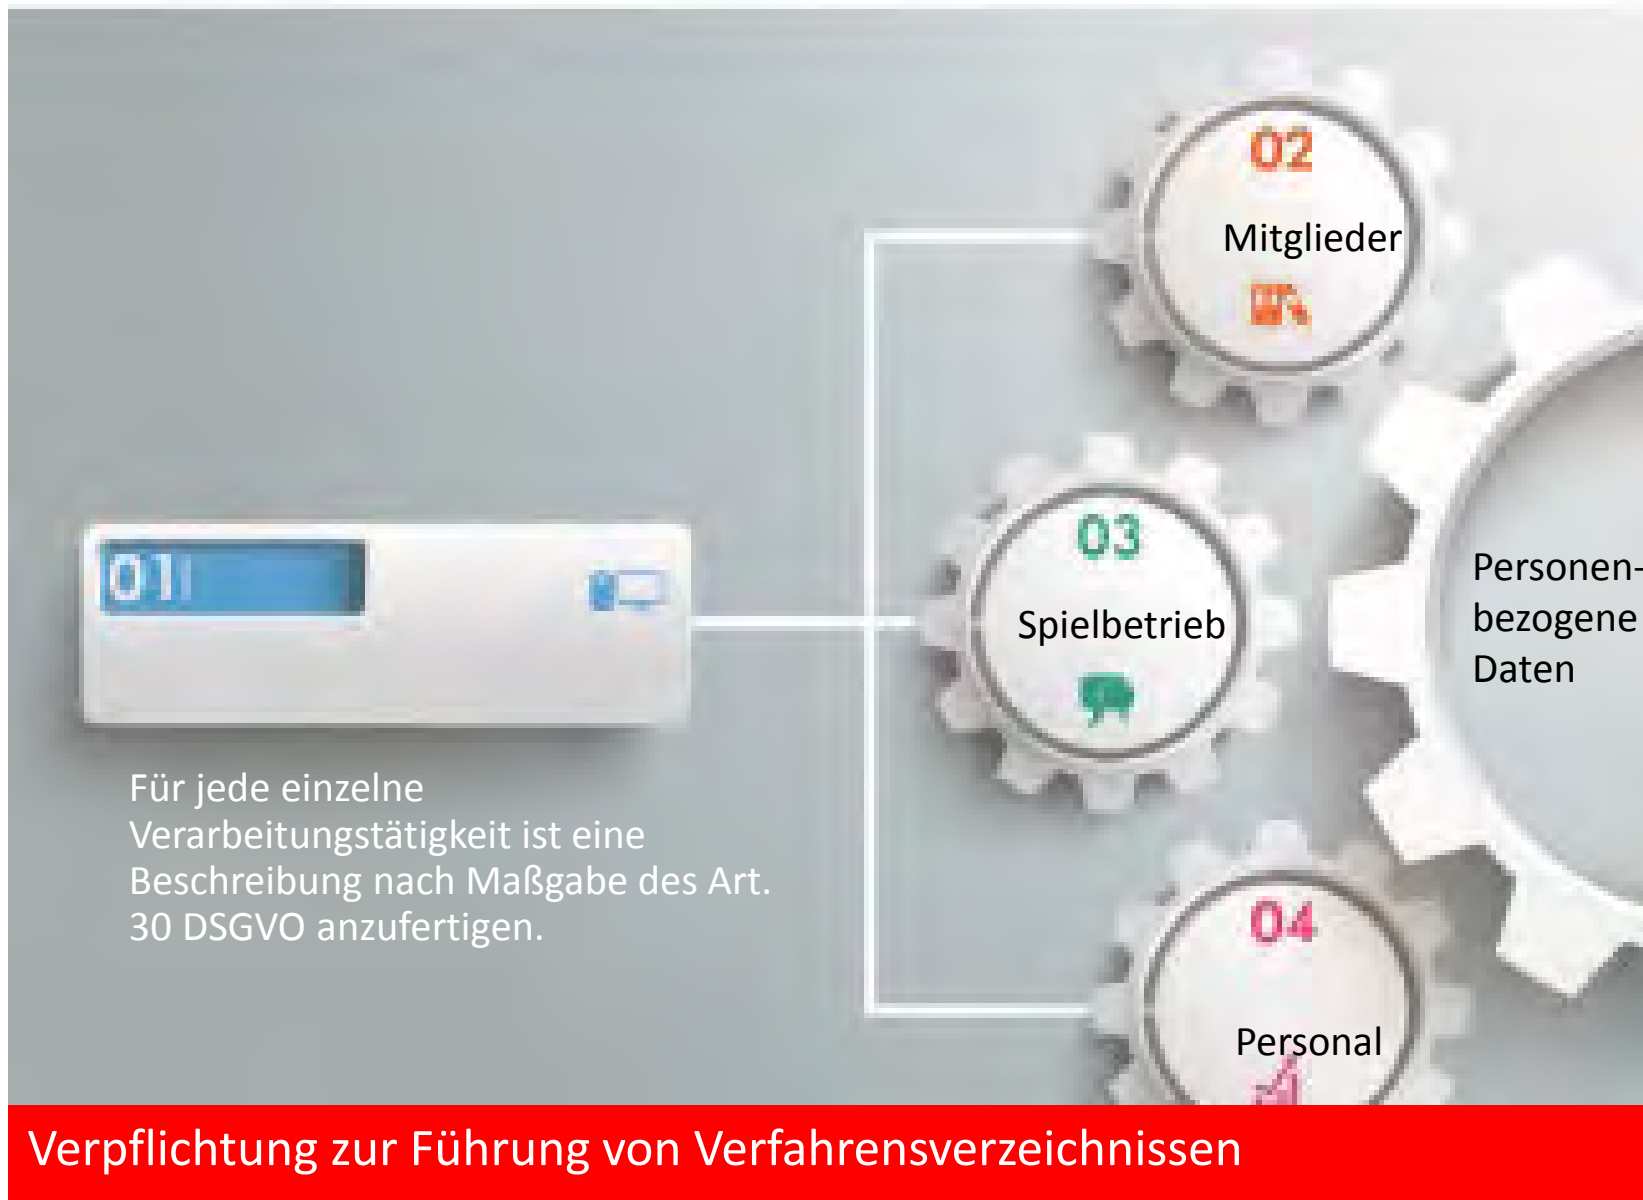 02
Mitglieder
03
Spielbetrieb
Personen-
bezogene
Daten
01
Für jede einzelne
Verarbeitungstätigkeit ist eine
Beschreibung nach Maßgabe des Art.
30 DSGVO anzufertigen.
04
Personal
Verpflichtung zur Führung von Verfahrensverzeichnissen